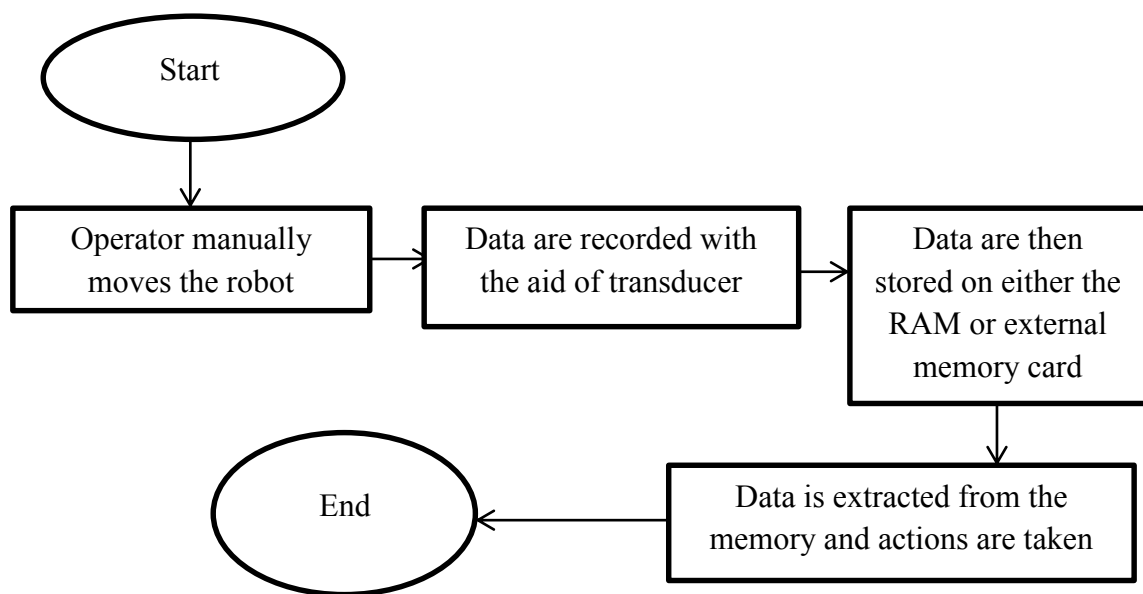 Start
Operator manually
moves the robot
Data are recorded with
the aid of transducer
Data are then
stored on either the
RAM or external
memory card
Data is extracted from the
memory and actions are taken
End